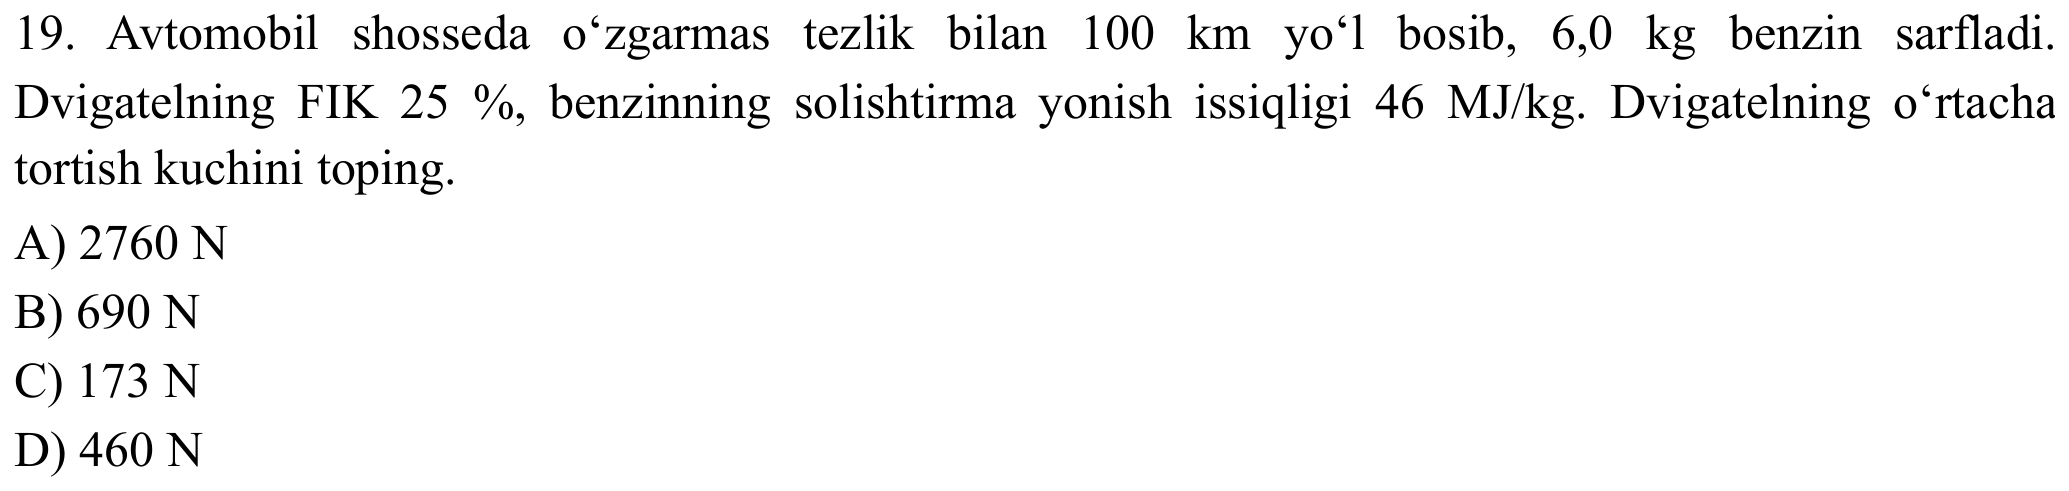 19. Avtomobil shosseda o‘zgarmas tezlik bilan 100 km yo‘l bosib, 6,0 kg benzin sarfladi.
Dvigatelning FIK 25 %, benzinning solishtirma yonish issiqligi 46 MJ/kg. Dvigatelning o‘rtacha
tortish kuchini toping.
A) 2760 N
B) 690 N
C) 173 N
D) 460 N